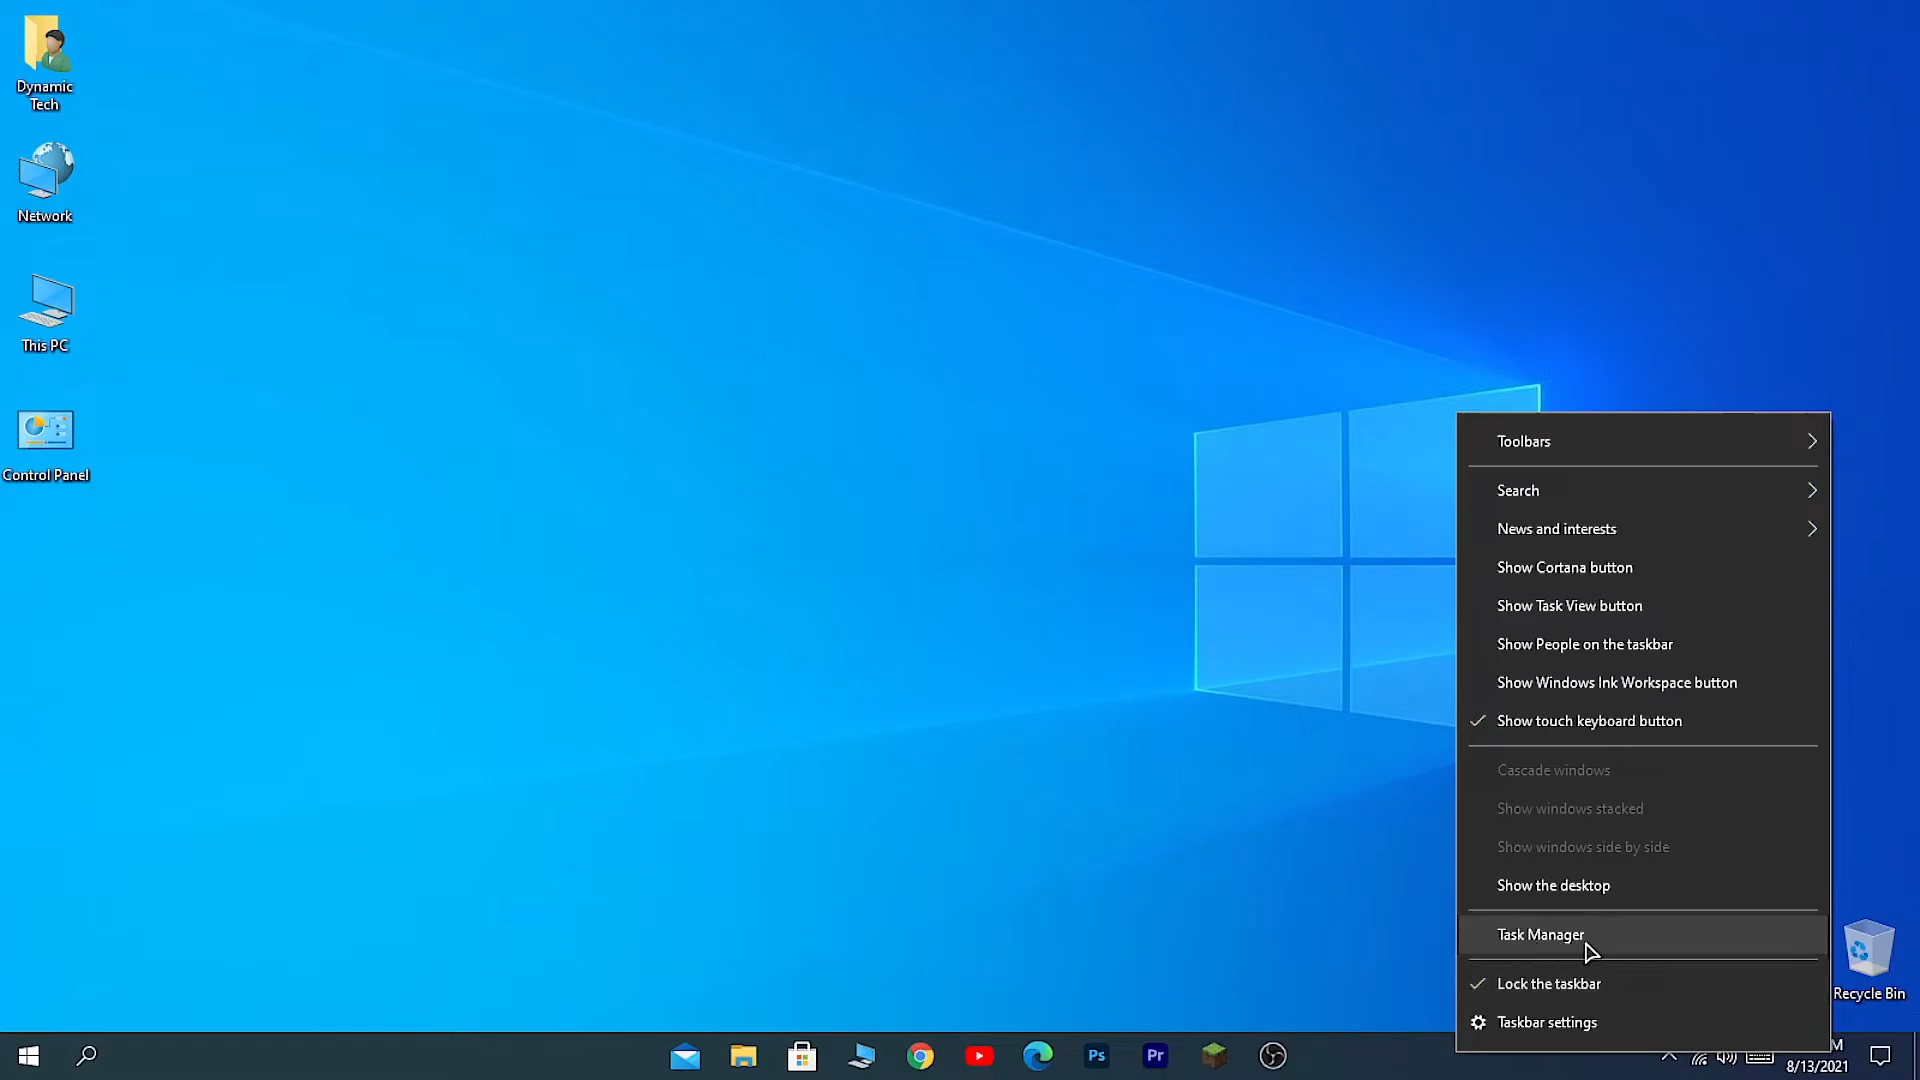 Dynamic
Tech
Network
This PC
Control Panel
Toolbars
Search
News and interests
Show Cortana button
Show Task View button
Show People on the taskbar
Show Windows Ink Workspace button
Show touch keyboard button
Cascade windows
Show windows stacked
Show windows side by side
Show the desktop
Task Manager
Lock the taskbar
Taskbar settings
Recycle Bin
Ps
Pr
M
8/13/2021